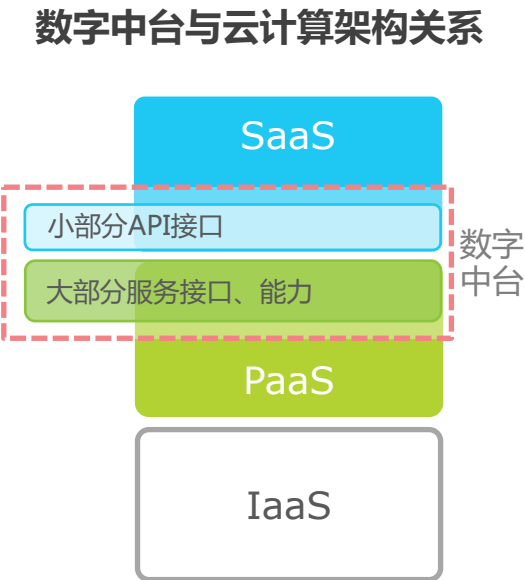 数字中台与云计算架构关系
SaaS
小部分API接口
大部分服务接口、能力
数字
中台
PaaS
IaaS